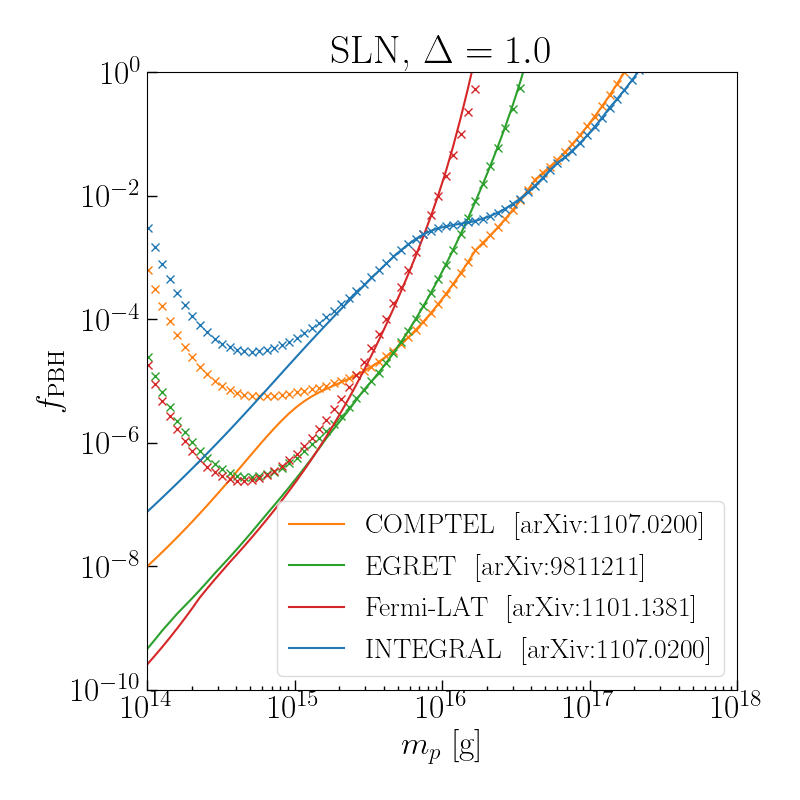 SLN, Δ = 1.0
10⁰
10⁻²
10⁻⁴
10⁻⁶
10⁻⁸
10⁻¹⁰
f_PBH
COMPTEL [arXiv:1107.0200]
EGRET [arXiv:9811211]
Fermi-LAT [arXiv:1101.1381]
INTEGRAL [arXiv:1107.0200]
10¹⁴ 10¹⁵ 10¹⁶ 10¹⁷ 10¹⁸
m_p [g]